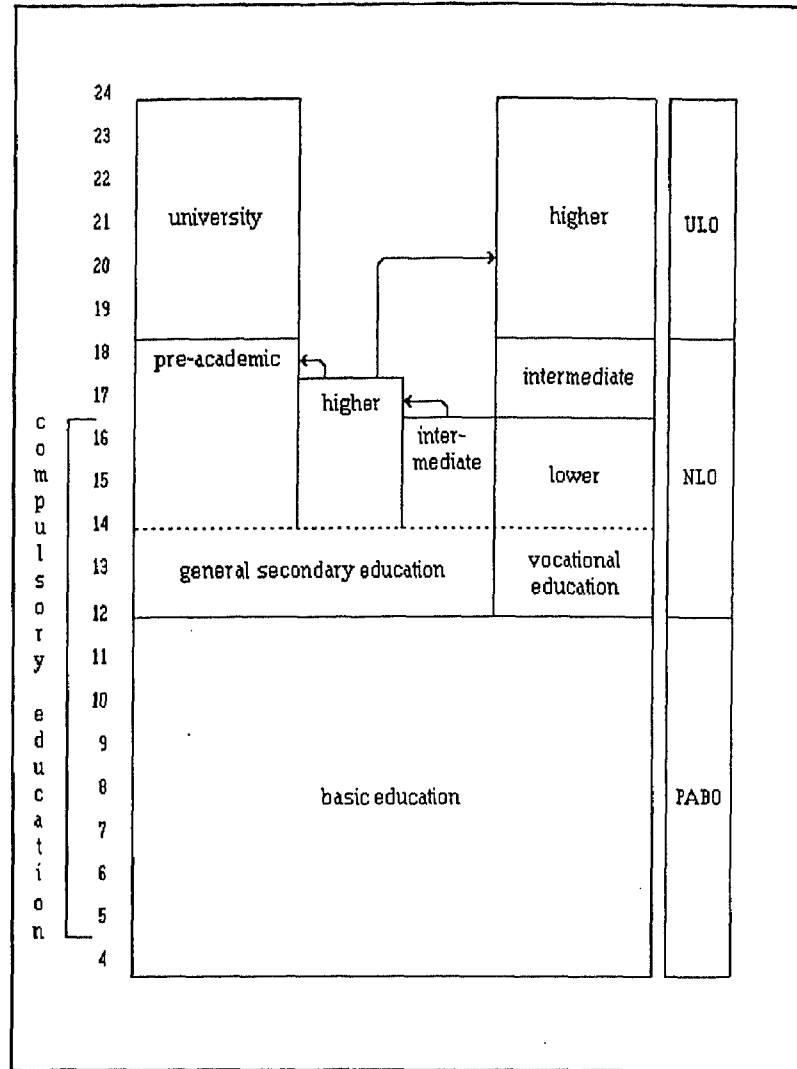 24
23
22
21
20
19
18
17
16
15
14
13
12
11
10
9
8
7
6
5
4
compulsory education
university
higher
ULO
pre-academic
higher
inter-
mediate
intermediate
lower
NLO
general secondary education
vocational
education
basic education
PABO